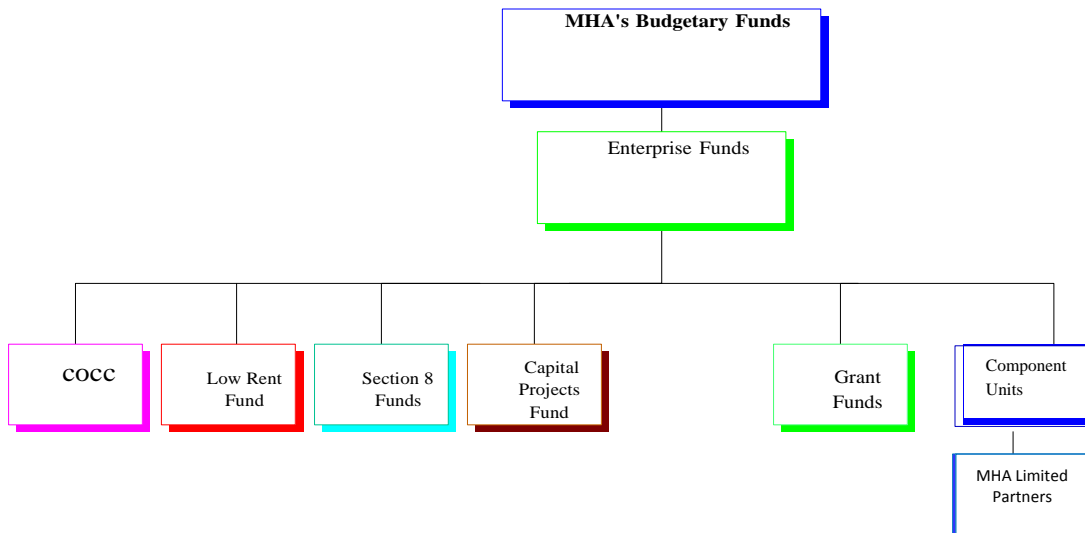 MHA's Budgetary Funds
Enterprise Funds
COCC
Low Rent
Fund
Section 8
Funds
Capital
Projects
Fund
Grant
Funds
Component
Units
MHA Limited
Partners